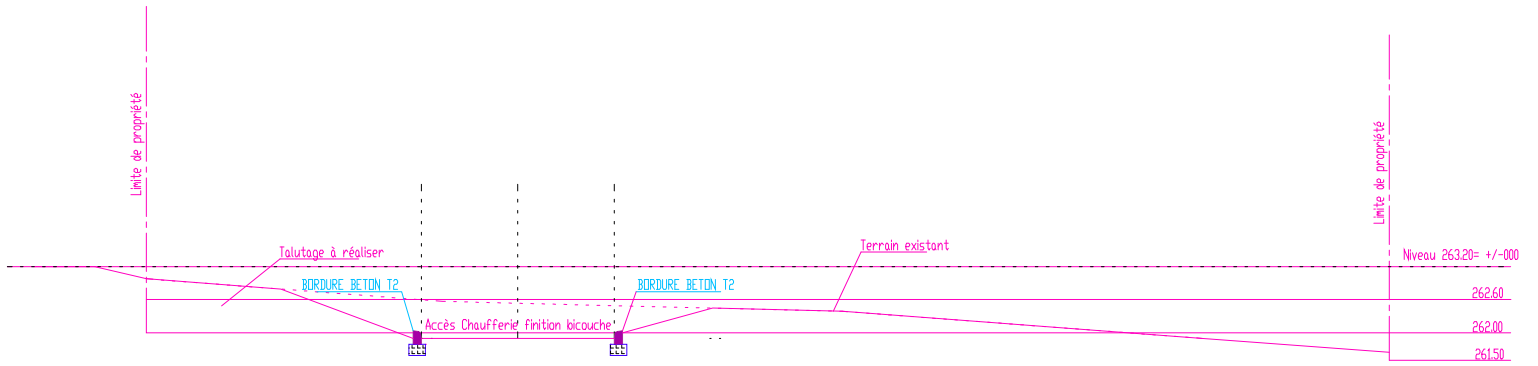 Limite de propriété
Limite de propriété
Talutage à réaliser
Terrain existant
Niveau 263.20= +/-000
BORDURE BETON T2
BORDURE BETON T2
262.60
Accès Chaufferie finition bicouche
262.00
261.50